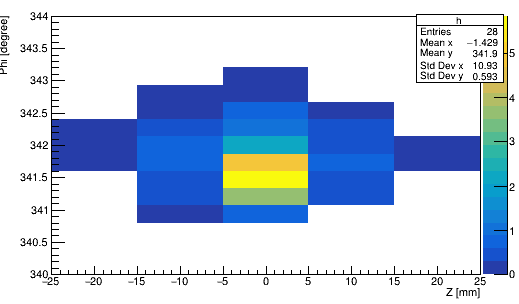 h
Entries 28
Mean x −1.429
Mean y 341.9
Std Dev x 10.93
Std Dev y 0.593
Phi [degree]
344
343.5
343
342.5
342
341.5
341
340.5
340
−25 −20 −15 −10 −5 0 5 10 15 20 25
Z [mm]
5
4
3
2
1
0